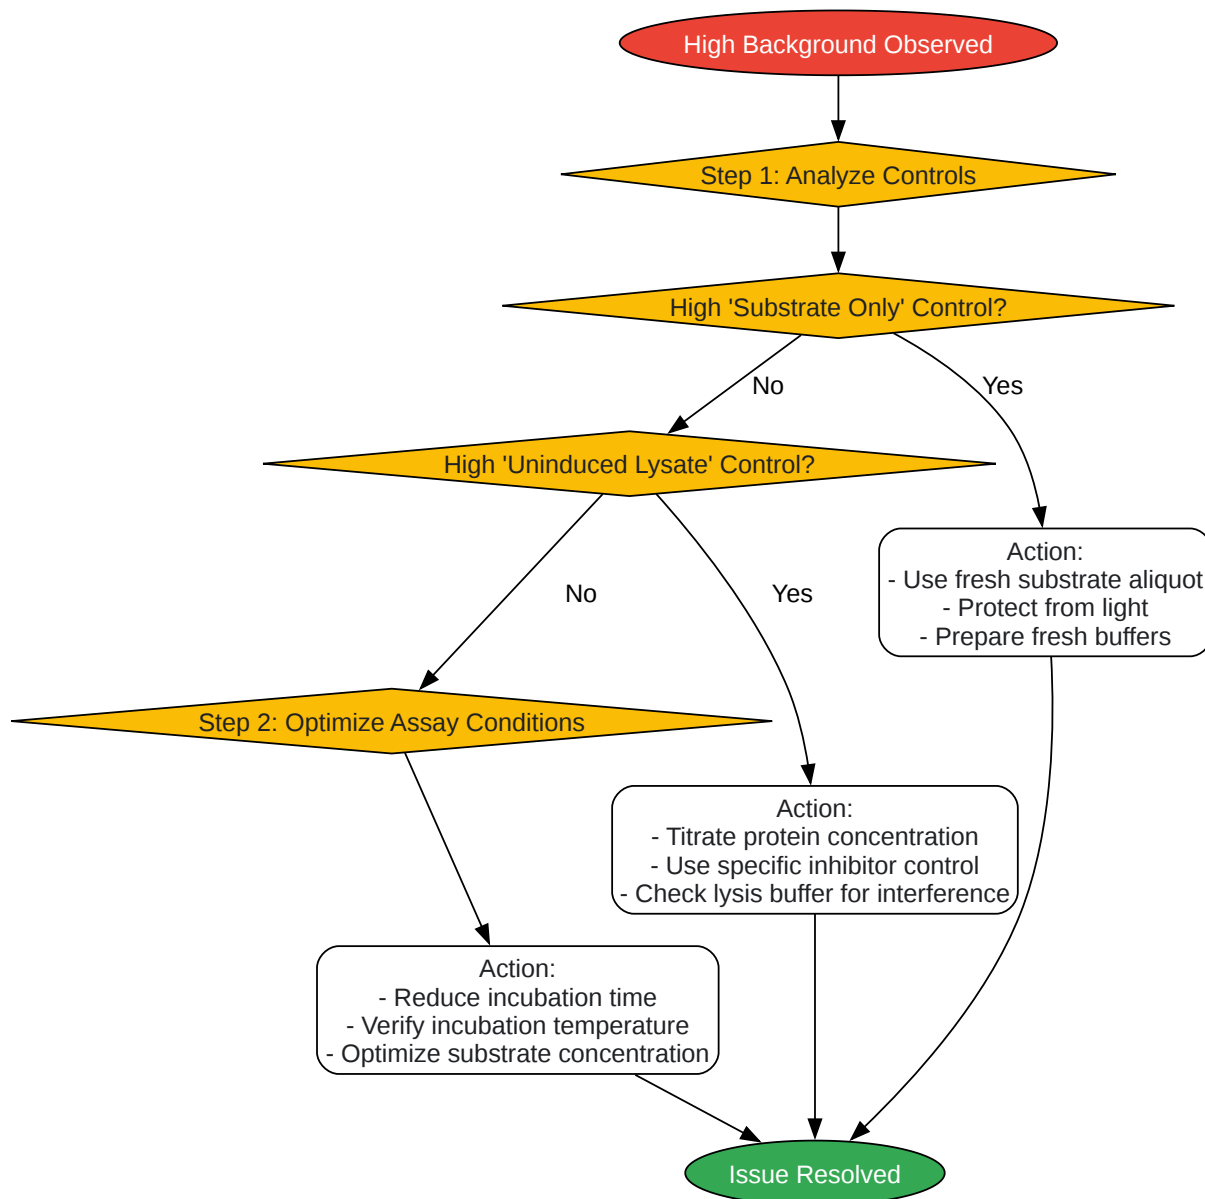 High Background Observed
Step 1: Analyze Controls
High 'Substrate Only' Control?
No
Yes
High 'Uninduced Lysate' Control?
Action:
- Use fresh substrate aliquot
- Protect from light
- Prepare fresh buffers
No
Yes
Step 2: Optimize Assay Conditions
Action:
- Titrate protein concentration
- Use specific inhibitor control
- Check lysis buffer for interference
Action:
- Reduce incubation time
- Verify incubation temperature
- Optimize substrate concentration
Issue Resolved